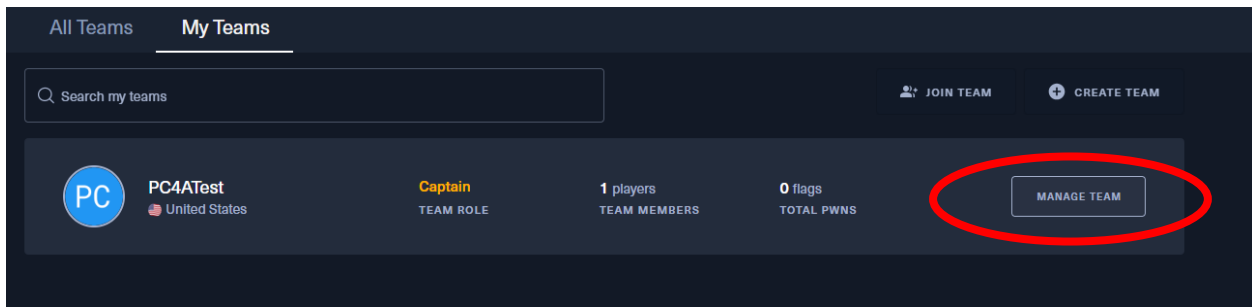 All Teams My Teams
Search my teams
JOIN TEAM
CREATE TEAM
PC
PC4ATest
United States
Captain
TEAM ROLE
1 players
TEAM MEMBERS
0 flags
TOTAL PWNS
MANAGE TEAM